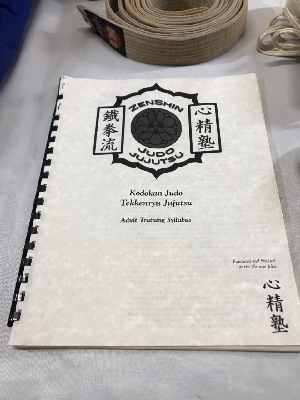 ZENSHIN
鐵拳流
心精塾
JUDO
JUJUTSU
Kodokan Judo
Tekkenryu Jujutsu
Adult Training Syllabus
心精塾